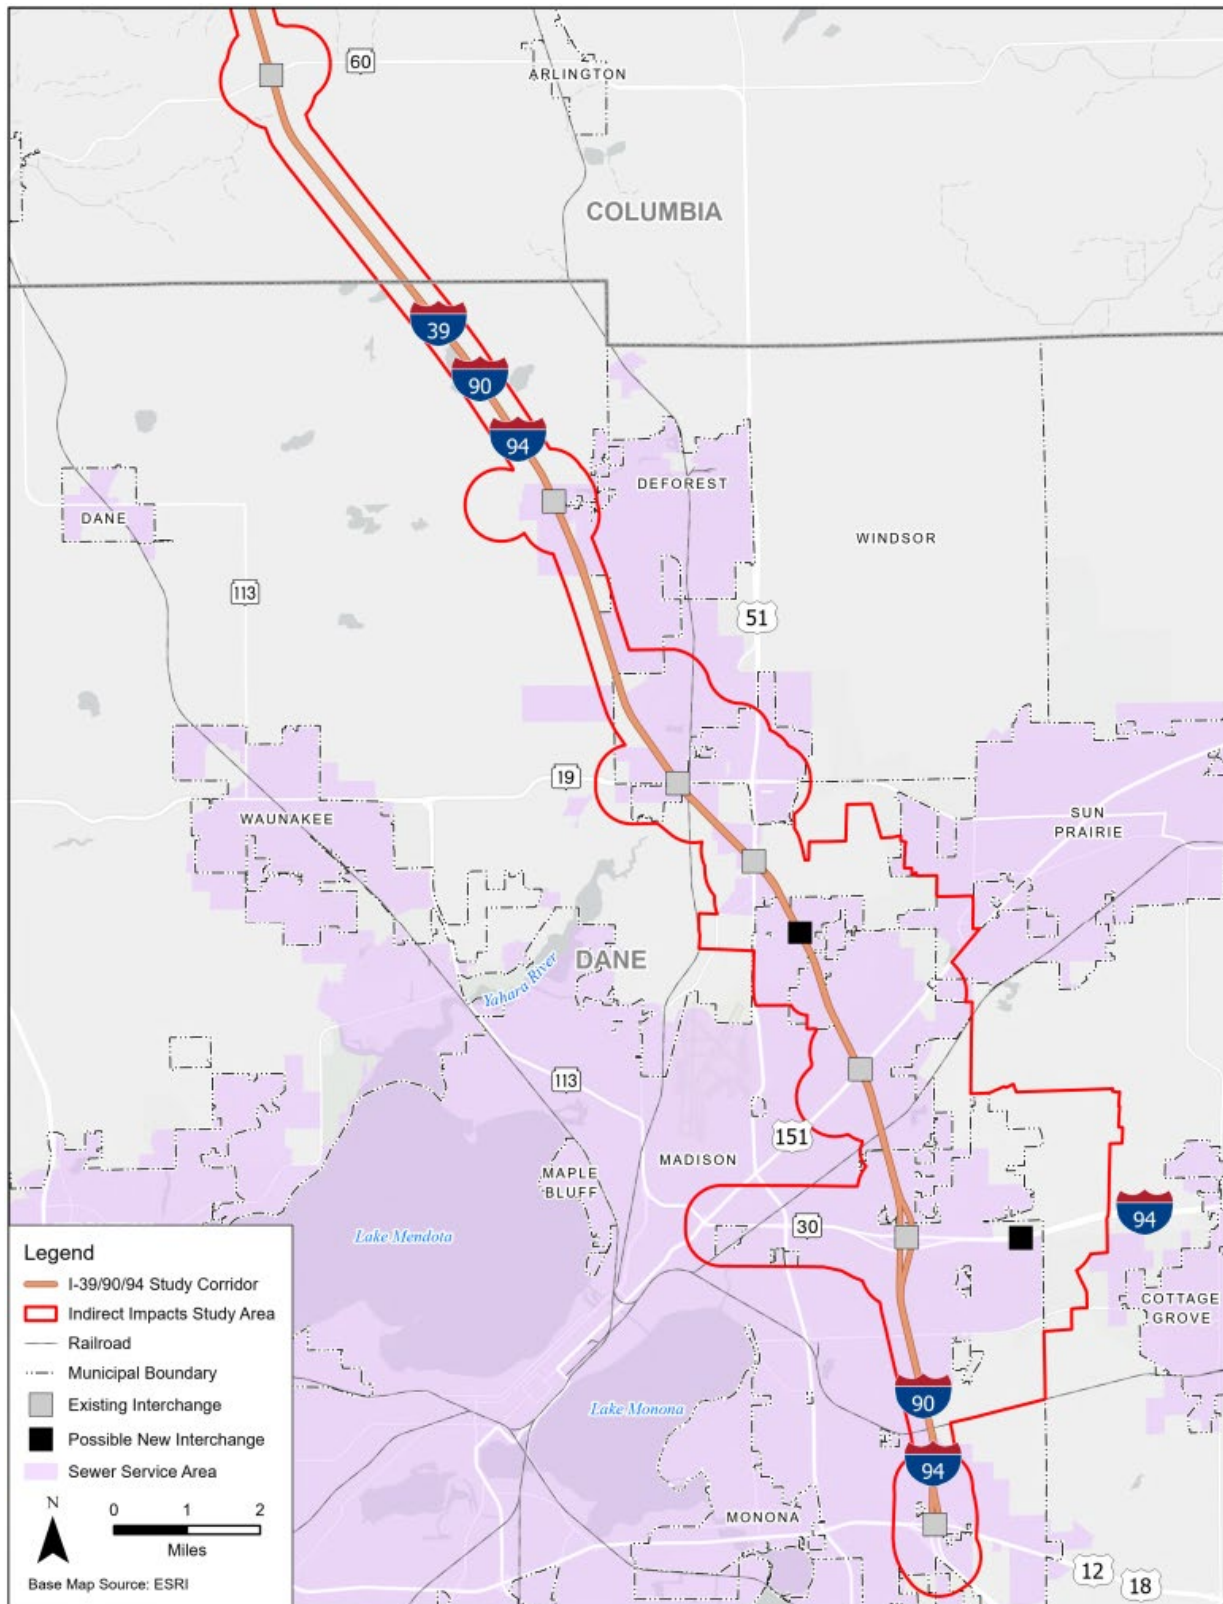 60
ARLINGTON
COLUMBIA
39
90
94
DEFOREST
DANE
WINDSOR
113
51
19
WAUNAKEE
SUN
PRAIRIE
DANE
Yahara River
113
151
MADISON
MAPLE
BLUFF
94
30
Lake Mendota
COTTAGE
GROVE
90
Lake Monona
94
MONONA
12
18
Legend
I-39/90/94 Study Corridor
Indirect Impacts Study Area
Railroad
Municipal Boundary
Existing Interchange
Possible New Interchange
Sewer Service Area
N
0 1 2
Miles
Base Map Source: ESRI